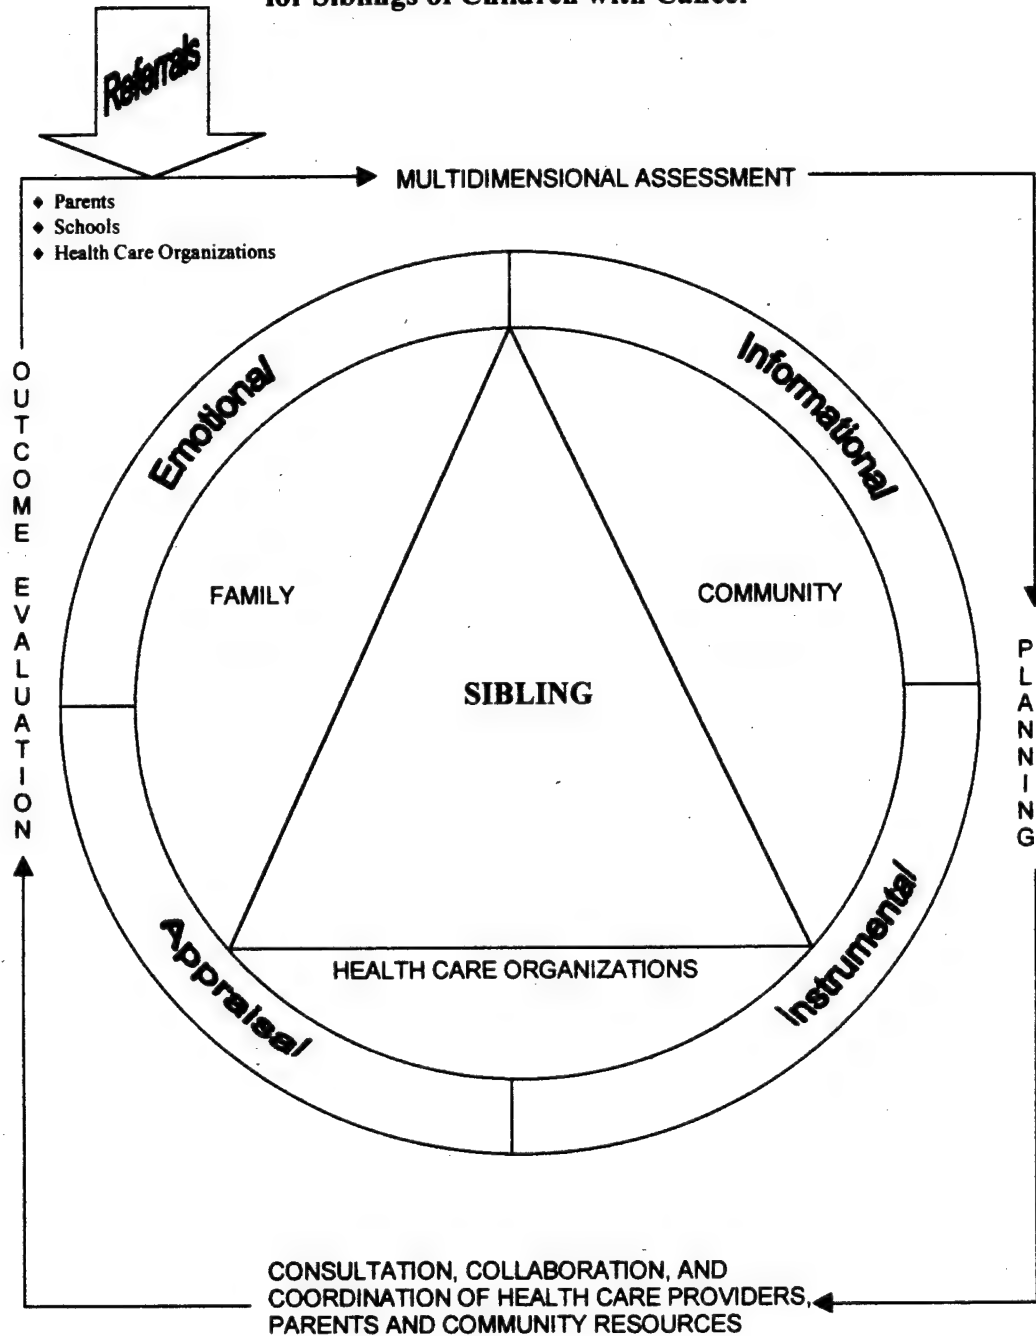 for Siblings of Children with Cancer
Referrals
MULTIDIMENSIONAL ASSESSMENT
♦ Parents
♦ Schools
♦ Health Care Organizations
Emotional
Informational
OUTCOME EVALUATION
FAMILY
COMMUNITY
PLANNING
SIBLING
Appraisal
Instrumental
HEALTH CARE ORGANIZATIONS
CONSULTATION, COLLABORATION, AND
COORDINATION OF HEALTH CARE PROVIDERS,
PARENTS AND COMMUNITY RESOURCES